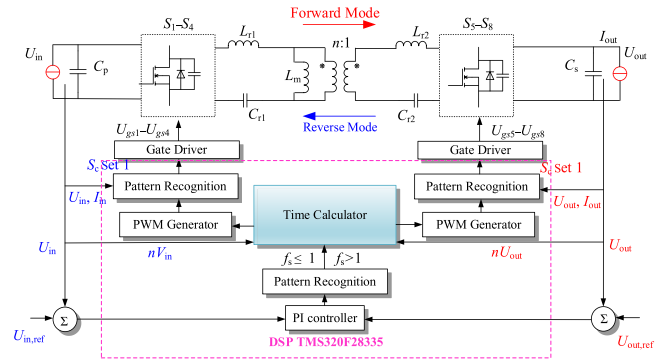 Forward Mode
S1–S4
Lr1
n:1
Lr2
S5–S8
Iout
Uin
Cp
Lm
*
*
Cs
Uout
Cr1
Cr2
Reverse Mode
Ugs1–Ugs4
Ugs5–Ugs8
Gate Driver
Gate Driver
Sc Set 1
Sc Set 1
Pattern Recognition
Pattern Recognition
Uin, Iin
Uout, Iout
Time Calculator
PWM Generator
PWM Generator
Uin
nVin
nUout
Uout
fs ≤ 1
fs>1
Pattern Recognition
Σ
PI controller
Σ
Uin,ref
DSP TMS320F28335
Uout,ref